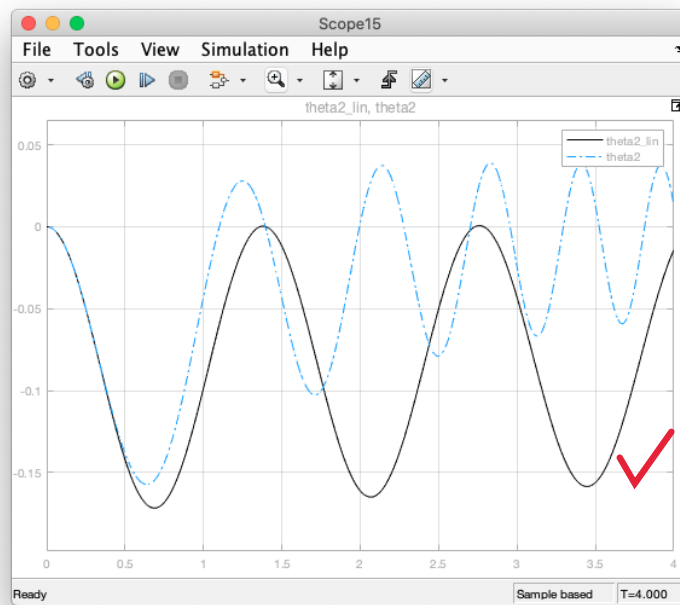 Scope15
File Tools View Simulation Help
theta2_lin, theta2
theta2_lin
theta2
0.05
0
-0.05
-0.1
-0.15
0 0.5 1 1.5 2 2.5 3 3.5 4
Ready Sample based T=4.000